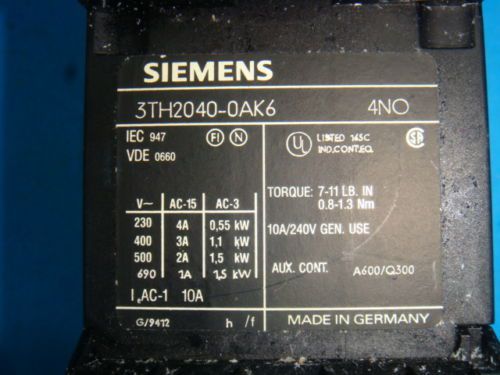 SIEMENS
3TH2040-0AK6 4NO
IEC 947 FI N
VDE 0660
UL LISTED 145C
IND.CONT.EQ.
V~ AC-15 AC-3
230 4A 0,55 kW
400 3A 1,1 kW
500 2A 1,5 kW
690 1A 1,5 kW
TORQUE: 7-11 LB. IN
0.8-1.3 Nm
10A/240V GEN. USE
AUX. CONT. A600/Q300
AC-1 10A
G/9412 h /f MADE IN GERMANY